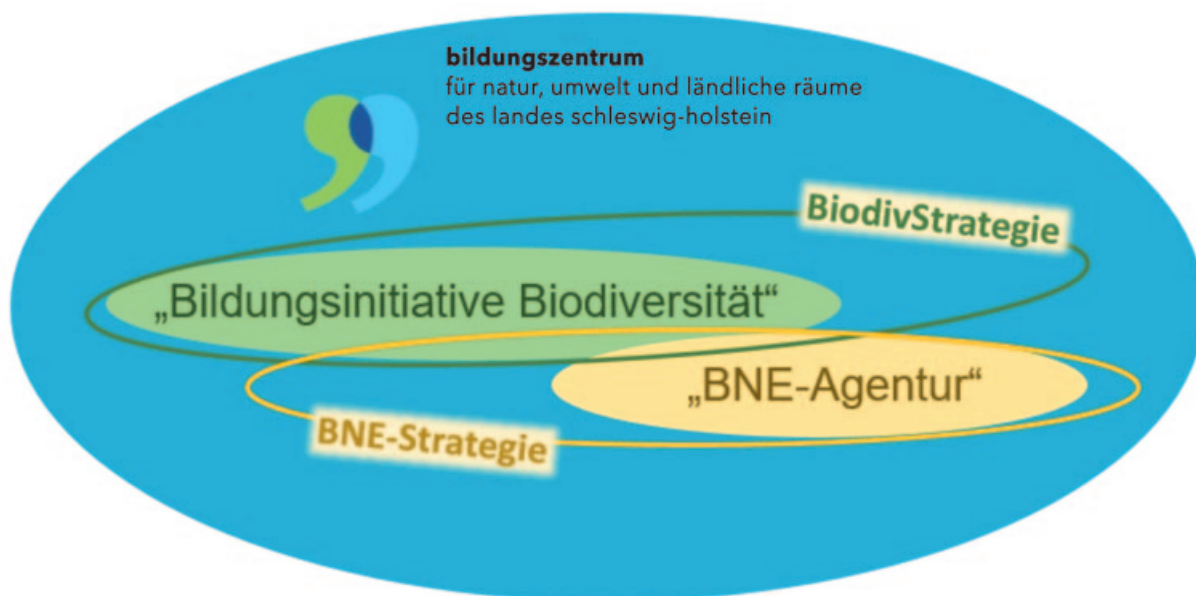 bildungszentrum
für natur, umwelt und ländliche räume
des landes schleswig-holstein
BiodivStrategie
„Bildungsinitiative Biodiversität“
„BNE-Agentur“
BNE-Strategie